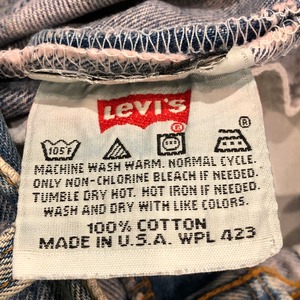 LEVI'S
®
105F
MACHINE WASH WARM. NORMAL CYCLE.
ONLY NON-CHLORINE BLEACH IF NEEDED.
TUMBLE DRY HOT. HOT IRON IF NEEDED.
WASH AND DRY WITH LIKE COLORS.
100% COTTON
MADE IN U.S.A. WPL 423